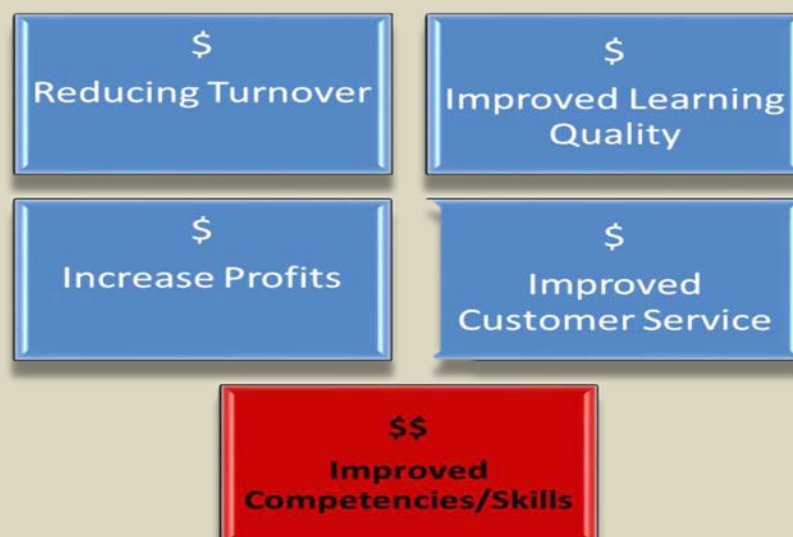 $
Reducing Turnover
$
Improved Learning
Quality
$
Increase Profits
$
Improved
Customer Service
$$
Improved
Competencies/Skills